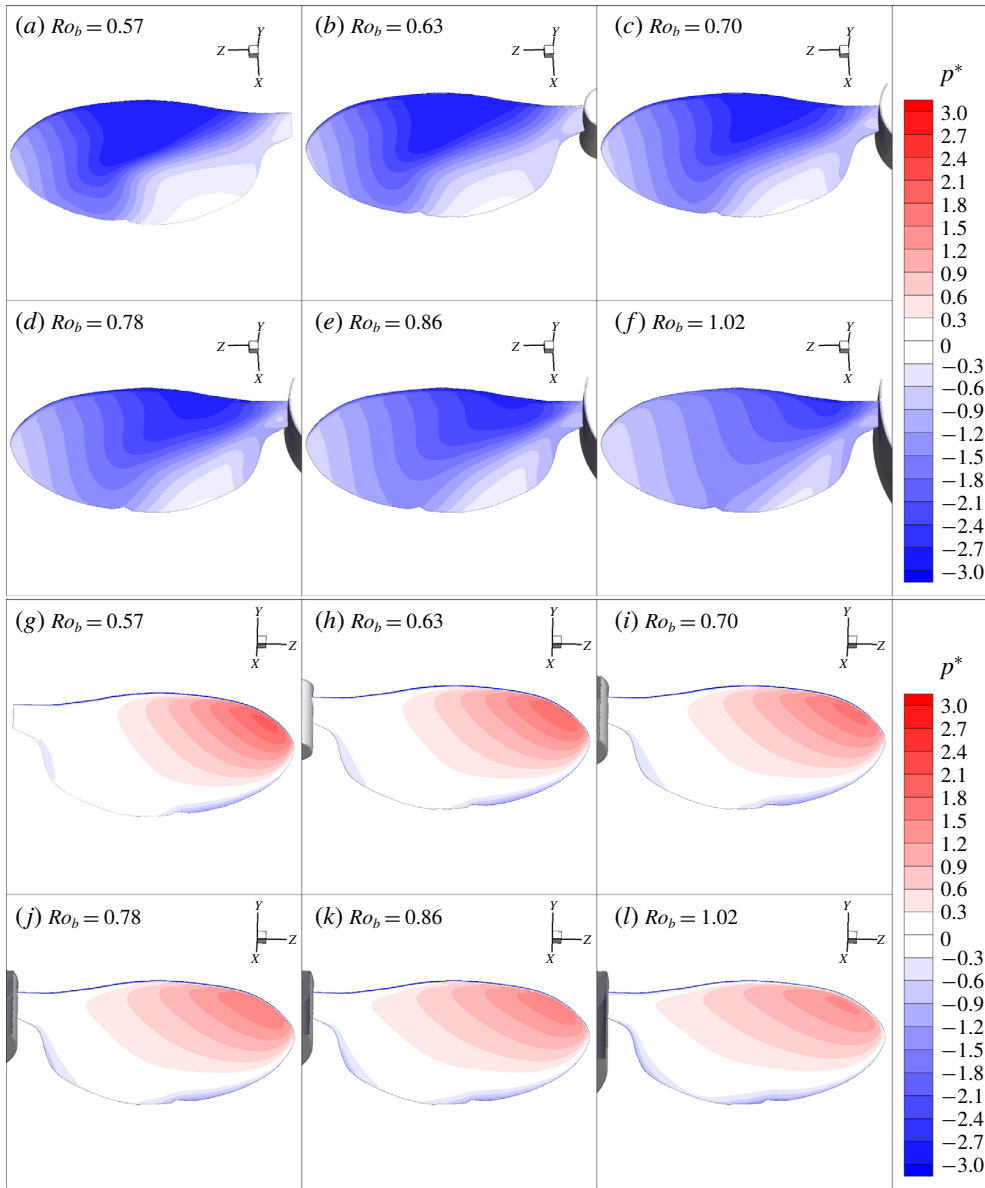 (a) Ro_b = 0.57
(b) Ro_b = 0.63
(c) Ro_b = 0.70
Y
Z
X
Y
Z
X
Y
Z
X
p*
3.0
2.7
2.4
2.1
1.8
1.5
1.2
0.9
0.6
0.3
0
−0.3
−0.6
−0.9
−1.2
−1.5
−1.8
−2.1
−2.4
−2.7
−3.0
(d) Ro_b = 0.78
(e) Ro_b = 0.86
(f) Ro_b = 1.02
Y
Z
X
Y
Z
X
Y
Z
X
(g) Ro_b = 0.57
(h) Ro_b = 0.63
(i) Ro_b = 0.70
Y
Z
X
Y
Z
X
Y
Z
X
p*
3.0
2.7
2.4
2.1
1.8
1.5
1.2
0.9
0.6
0.3
0
−0.3
−0.6
−0.9
−1.2
−1.5
−1.8
−2.1
−2.4
−2.7
−3.0
(j) Ro_b = 0.78
(k) Ro_b = 0.86
(l) Ro_b = 1.02
Y
Z
X
Y
Z
X
Y
Z
X